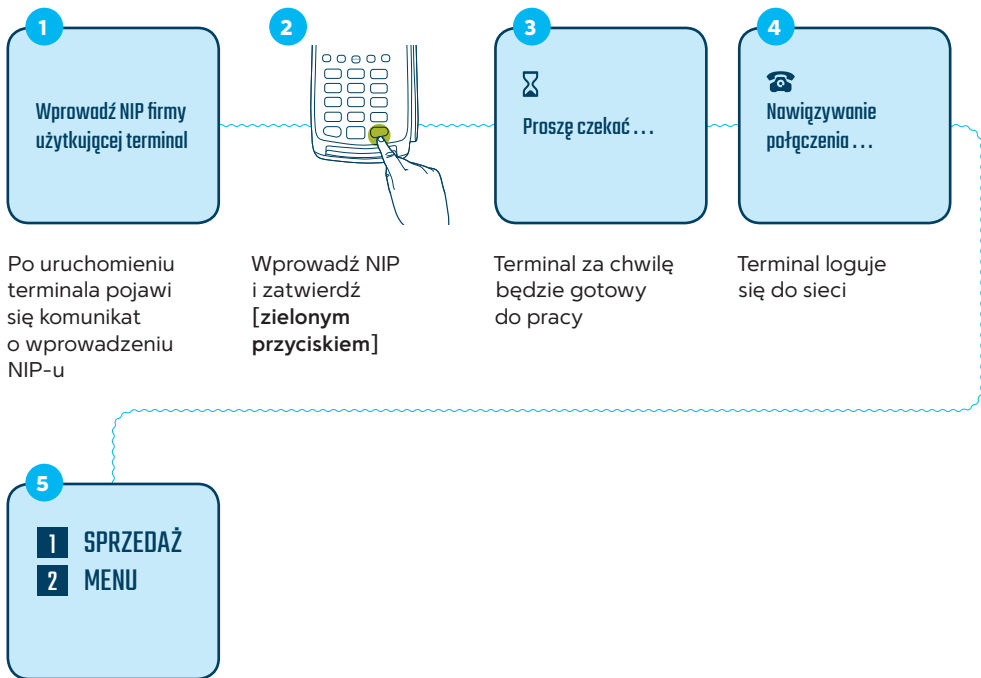 1
Wprowadź NIP firmy
użytkującej terminal
Po uruchomieniu
terminala pojawi
się komunikat
o wprowadzeniu
NIP-u
2
Wprowadź NIP
i zatwierdź
[zielonym
przyciskiem]
3
Proszę czekać . . .
Terminal za chwilę
będzie gotowy
do pracy
4
Nawiązywanie
połączenia . . .
Terminal loguje
się do sieci
5
1 SPRZEDAŻ
2 MENU